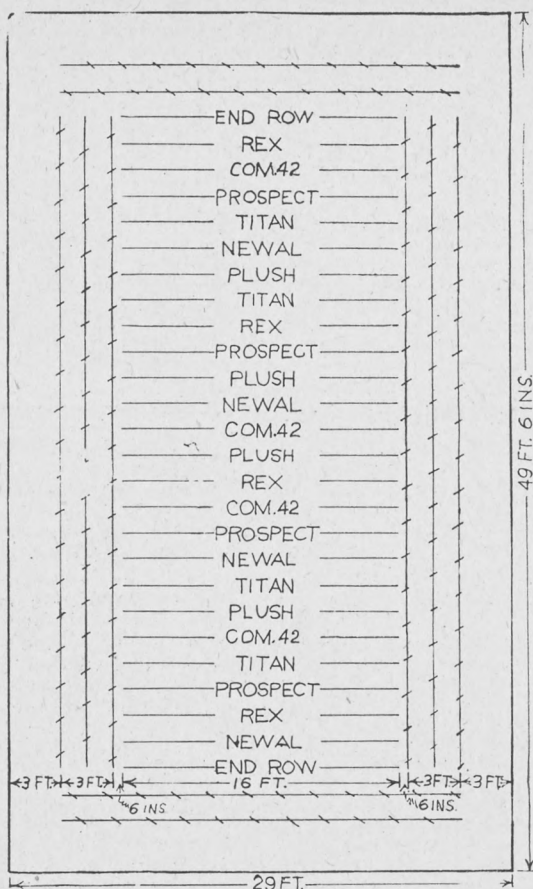 END ROW
REX
COM.42
PROSPECT
TITAN
NEWAL
PLUSH
TITAN
REX
PROSPECT
PLUSH
NEWAL
COM.42
PLUSH
REX
COM.42
PROSPECT
NEWAL
TITAN
PLUSH
COM.42
TITAN
PROSPECT
REX
NEWAL
END ROW
3 FT. 3 FT. 16 FT. 3 FT. 3 FT.
6 INS. 6 INS.
29 FT.
49 FT. 6 INS.